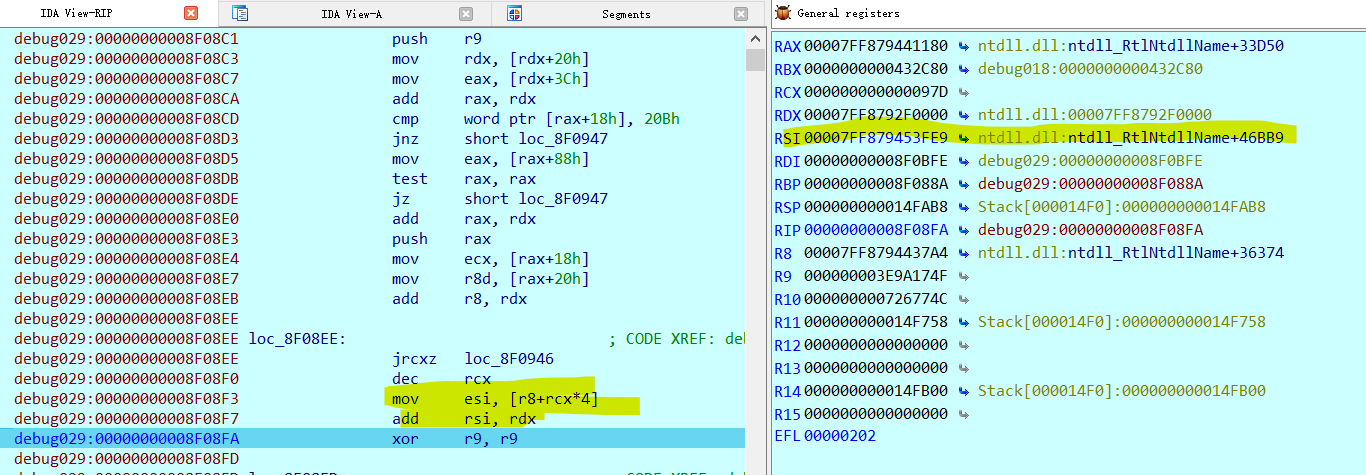 IDA View-RIP IDA View-A Segments General registers
debug029:00000000008F08C1 push r9
debug029:00000000008F08C3 mov rdx, [rdx+20h]
debug029:00000000008F08C7 mov eax, [rdx+3Ch]
debug029:00000000008F08CA add rax, rdx
debug029:00000000008F08CD cmp word ptr [rax+18h], 20Bh
debug029:00000000008F08D3 jnz short loc_8F0947
debug029:00000000008F08D5 mov eax, [rax+88h]
debug029:00000000008F08DB test rax, rax
debug029:00000000008F08DE jz short loc_8F0947
debug029:00000000008F08E0 add rax, rdx
debug029:00000000008F08E3 push rax
debug029:00000000008F08E4 mov ecx, [rax+18h]
debug029:00000000008F08E7 mov r8d, [rax+20h]
debug029:00000000008F08EB add r8, rdx
debug029:00000000008F08EE
debug029:00000000008F08EE loc_8F08EE: ; CODE XREF: deb
debug029:00000000008F08EE jrcxz loc_8F0946
debug029:00000000008F08F0 dec rcx
debug029:00000000008F08F3 mov esi, [r8+rcx*4]
debug029:00000000008F08F7 add rsi, rdx
debug029:00000000008F08FA xor r9, r9
debug029:00000000008F08FD
RAX 00007FF879441180 ntdll.dll:ntdll_RtlNtdllName+33D50
RBX 0000000000432C80 debug018:0000000000432C80
RCX 000000000000097D
RDX 00007FF8792F0000 ntdll.dll:00007FF8792F0000
RSI 00007FF879453FE9 ntdll.dll:ntdll_RtlNtdllName+46BB9
RDI 00000000008F0BFE debug029:00000000008F0BFE
RBP 00000000008F088A debug029:00000000008F088A
RSP 000000000014FAB8 Stack[000014F0]:000000000014FAB8
RIP 00000000008F08FA debug029:00000000008F08FA
R8 00007FF8794437A4 ntdll.dll:ntdll_RtlNtdllName+36374
R9 000000003E9A174F
R10 000000000726774C
R11 000000000014F758 Stack[000014F0]:000000000014F758
R12 0000000000000000
R13 0000000000000000
R14 000000000014FB00 Stack[000014F0]:000000000014FB00
R15 0000000000000000
EFL 00000202